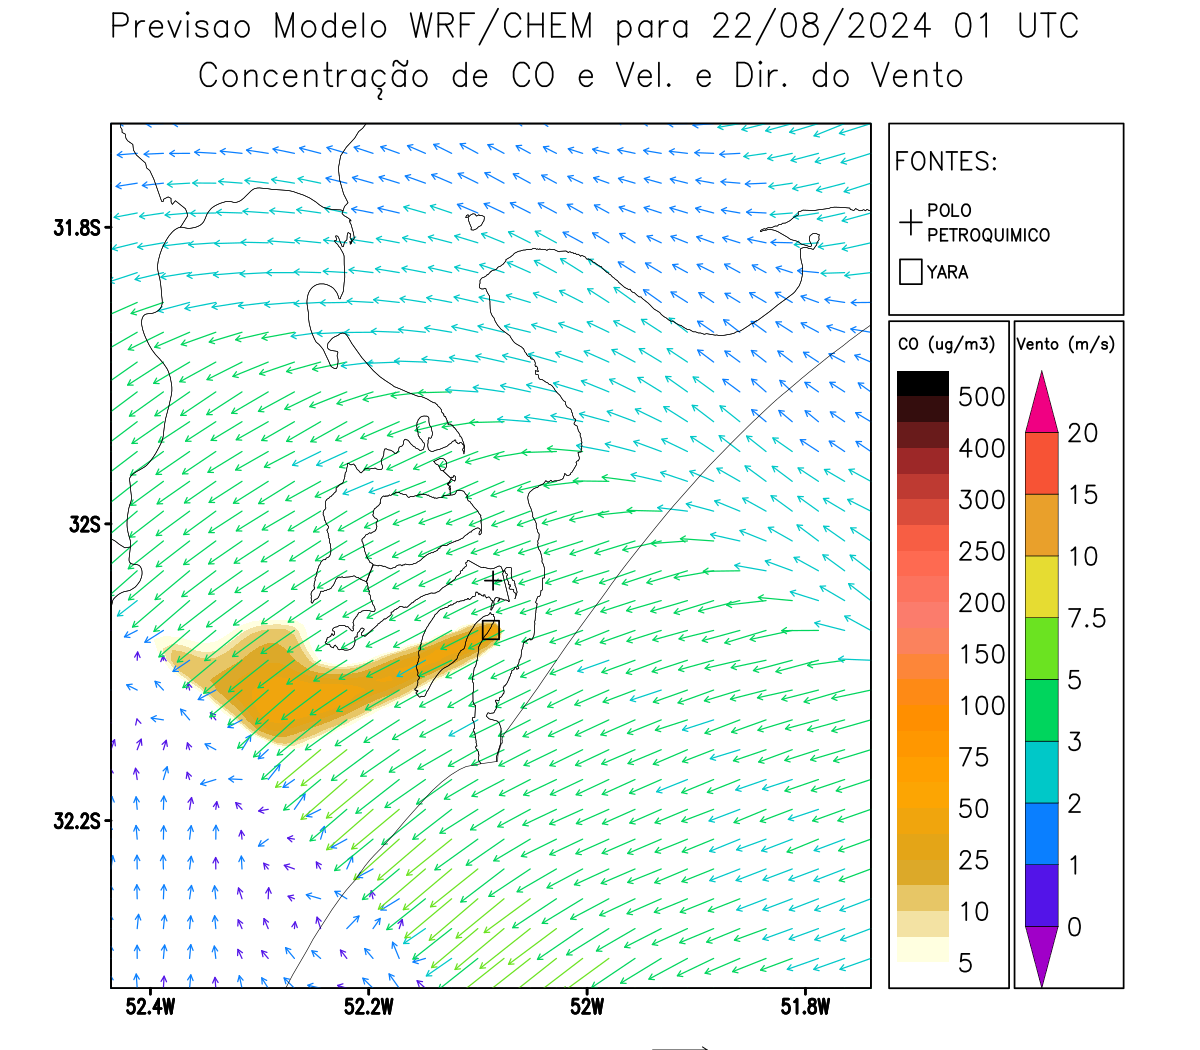 Previsao Modelo WRF/CHEM para 22/08/2024 01 UTC
Concentração de CO e Vel. e Dir. do Vento
FONTES:
POLO
PETROQUIMICO
YARA
CO (ug/m3)
500
400
300
250
200
150
100
75
50
25
10
5
Vento (m/s)
20
15
10
7.5
5
3
2
1
0
31.8S
32S
32.2S
52.4W
52.2W
52W
51.8W